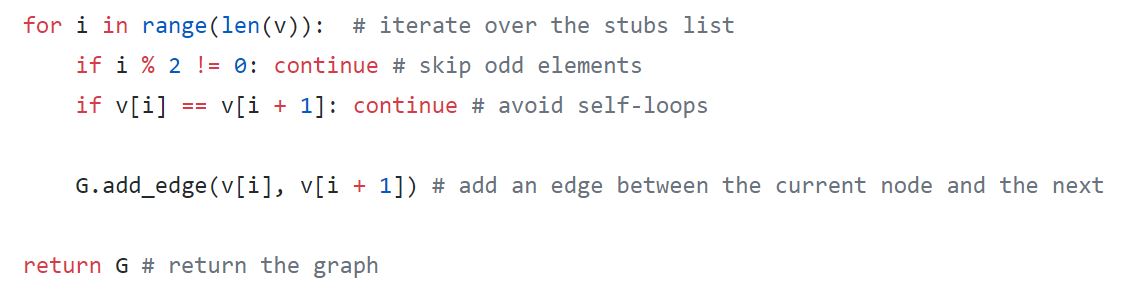 for i in range(len(v)):  # iterate over the stubs list
    if i % 2 != 0: continue # skip odd elements
    if v[i] == v[i + 1]: continue # avoid self-loops
    G.add_edge(v[i], v[i + 1]) # add an edge between the current node and the next
return G # return the graph